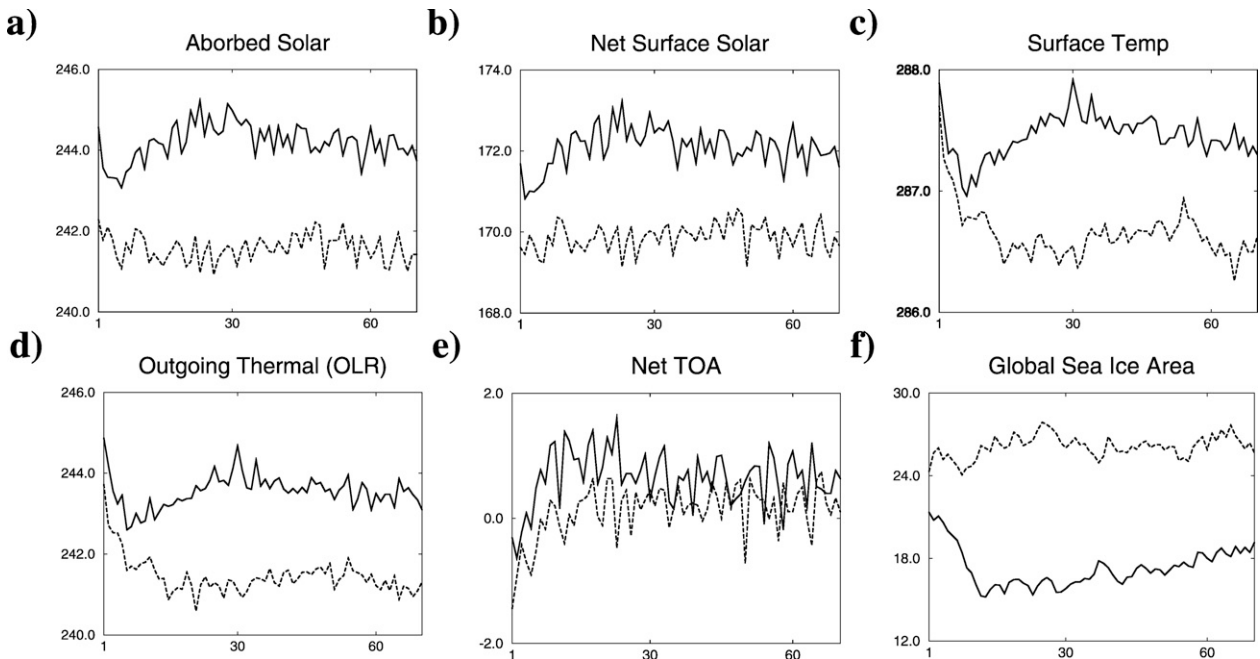 a)
Aborbed Solar
246.0
244.0
242.0
240.0
1 30 60
b)
Net Surface Solar
174.0
172.0
170.0
168.0
1 30 60
c)
Surface Temp
288.0
287.0
286.0
1 30 60
d)
Outgoing Thermal (OLR)
246.0
244.0
242.0
240.0
1 30 60
e)
Net TOA
2.0
0.0
-2.0
1 30 60
f)
Global Sea Ice Area
30.0
24.0
18.0
12.0
1 30 60